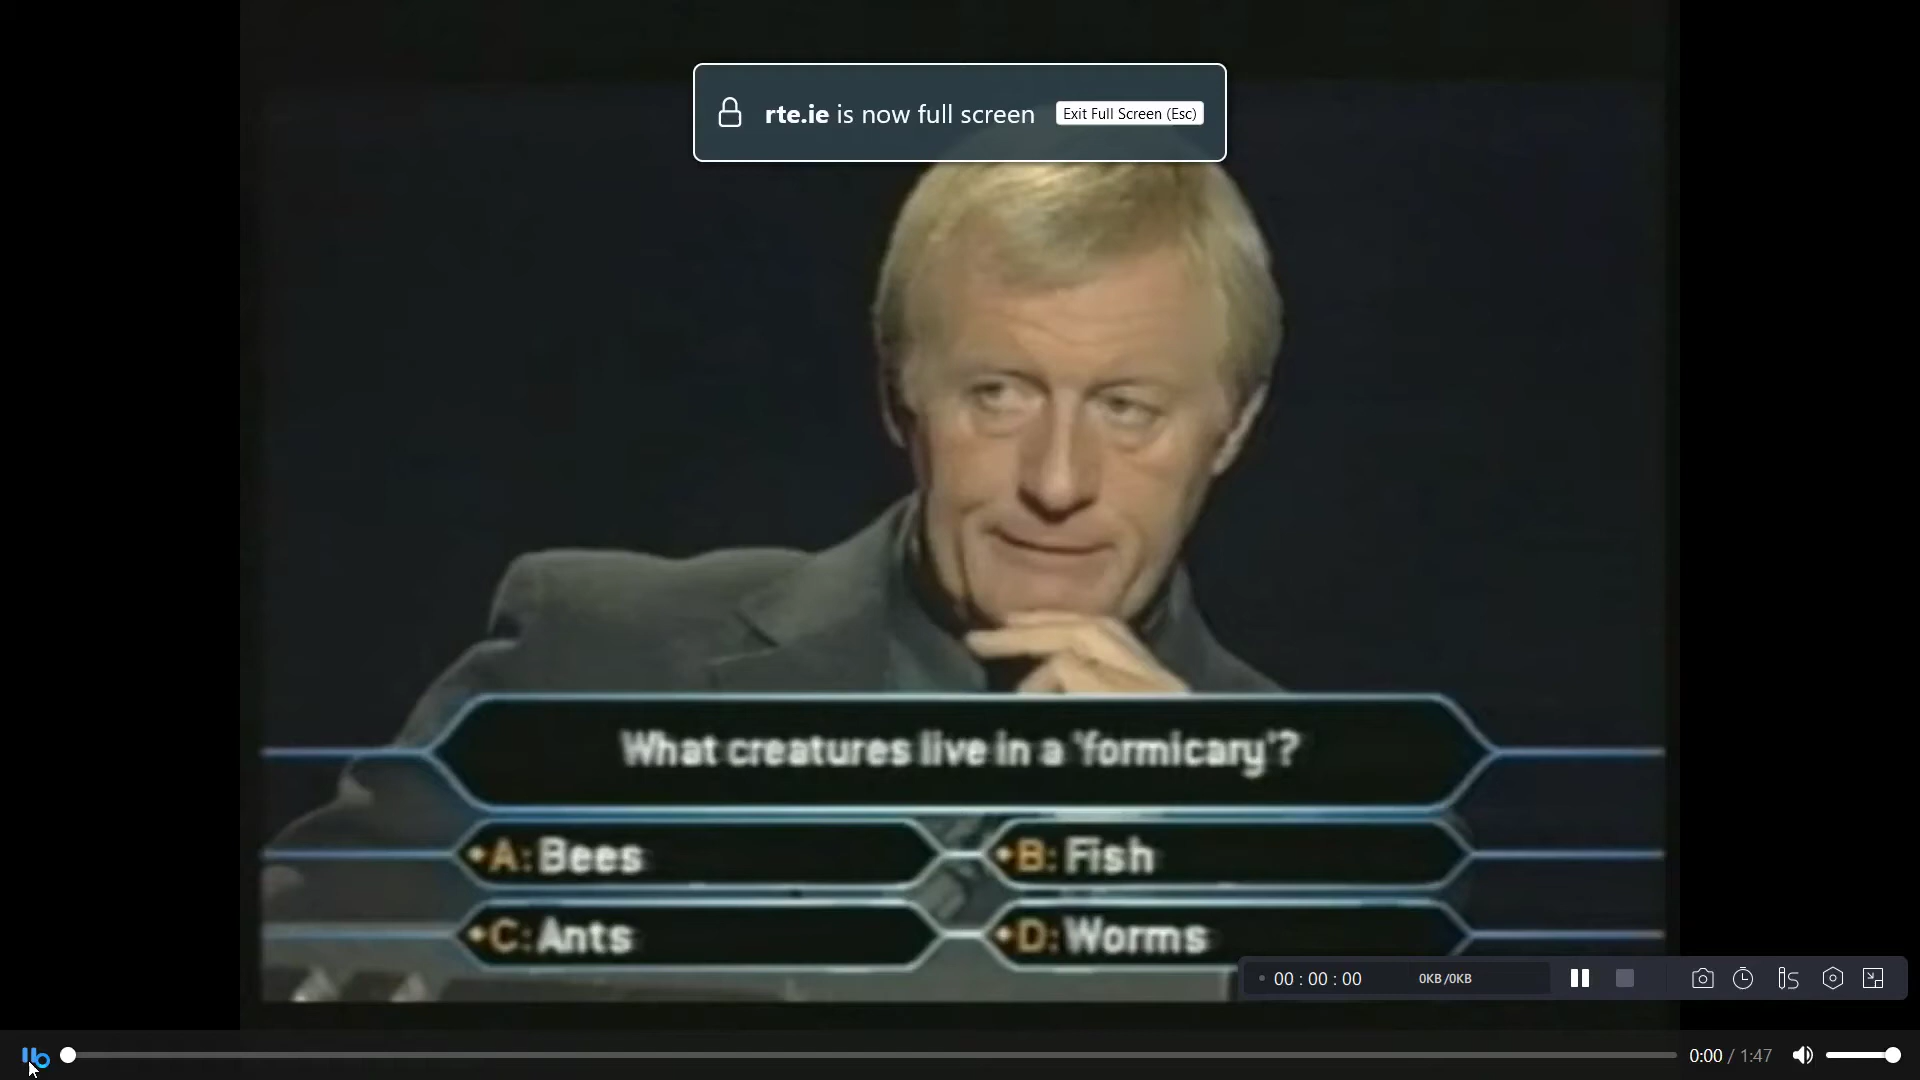 rte.ie is now full screen Exit Full Screen (Esc)
What creatures live in a 'formicary'?
A: Bees
B: Fish
C: Ants
D: Worms
00 : 00 : 00 0KB/0KB
0:00 / 1:47